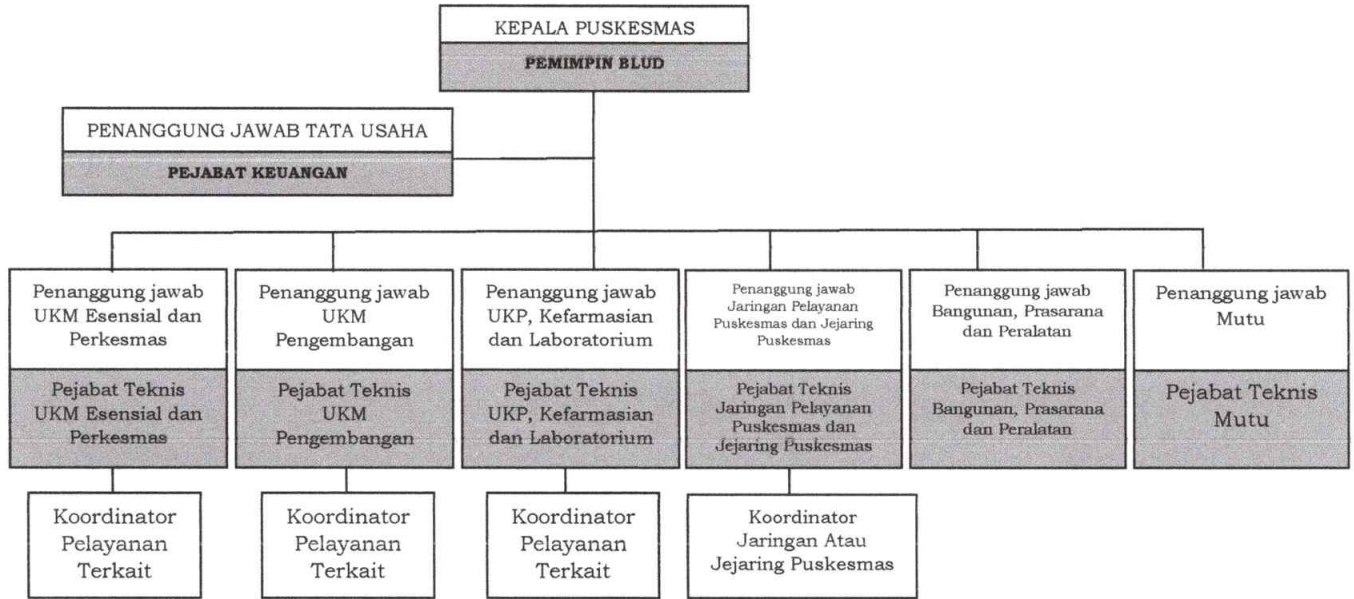 KEPALA PUSKESMAS
PEMIMPIN BLUD
PENANGGUNG JAWAB TATA USAHA
PEJABAT KEUANGAN
Penanggung jawab
UKM Esensial dan
Perkesmas
Pejabat Teknis
UKM Esensial dan
Perkesmas
Koordinator
Pelayanan
Terkait
Penanggung jawab
UKM
Pengembangan
Pejabat Teknis
UKM
Pengembangan
Koordinator
Pelayanan
Terkait
Penanggung jawab
UKP, Kefarmasian
dan Laboratorium
Pejabat Teknis
UKP, Kefarmasian
dan Laboratorium
Koordinator
Pelayanan
Terkait
Penanggung jawab
Jaringan Pelayanan
Puskesmas dan Jejaring
Puskesmas
Pejabat Teknis
Jaringan Pelayanan
Puskesmas dan
Jejaring Puskesmas
Koordinator
Jaringan Atau
Jejaring Puskesmas
Penanggung jawab
Bangunan, Prasarana
dan Peralatan
Pejabat Teknis
Bangunan, Prasarana
dan Peralatan
Penanggung jawab
Mutu
Pejabat Teknis
Mutu